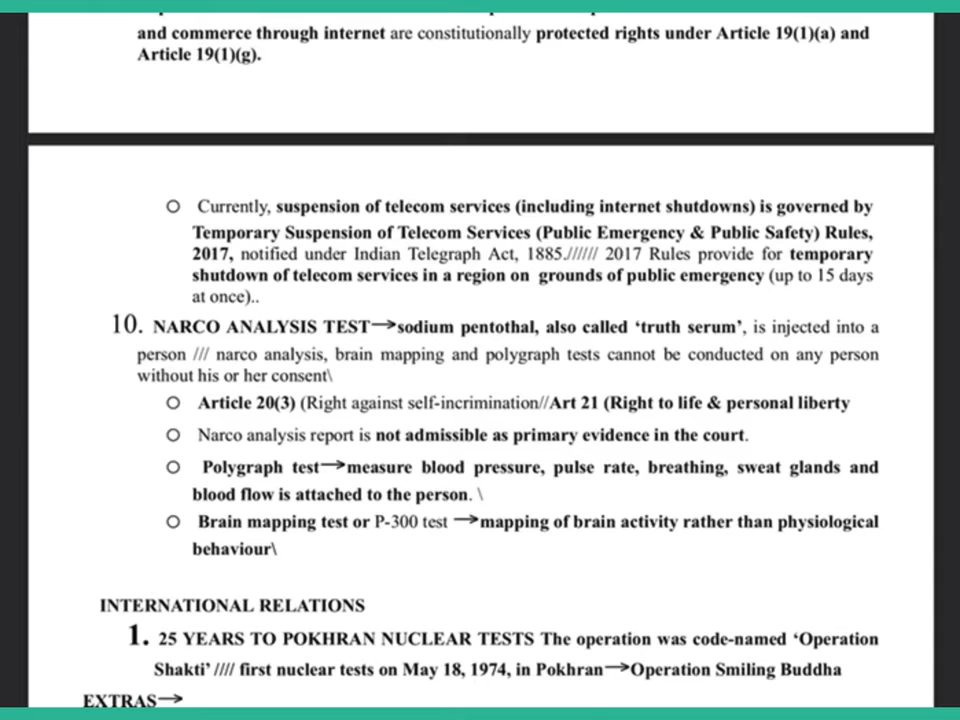 and commerce through internet are constitutionally protected rights under Article 19(1)(a) and
Article 19(1)(g).
O Currently, suspension of telecom services (including internet shutdowns) is governed by
Temporary Suspension of Telecom Services (Public Emergency & Public Safety) Rules,
2017, notified under Indian Telegraph Act, 1885.////// 2017 Rules provide for temporary
shutdown of telecom services in a region on grounds of public emergency (up to 15 days
at once)..
10. NARCO ANALYSIS TEST→sodium pentothal, also called ‘truth serum’, is injected into a
person /// narco analysis, brain mapping and polygraph tests cannot be conducted on any person
without his or her consent\
O Article 20(3) (Right against self-incrimination//Art 21 (Right to life & personal liberty
O Narco analysis report is not admissible as primary evidence in the court.
O Polygraph test→measure blood pressure, pulse rate, breathing, sweat glands and
blood flow is attached to the person. \
O Brain mapping test or P-300 test →mapping of brain activity rather than physiological
behaviour\
INTERNATIONAL RELATIONS
1. 25 YEARS TO POKHRAN NUCLEAR TESTS The operation was code-named ‘Operation
Shakti’ //// first nuclear tests on May 18, 1974, in Pokhran→Operation Smiling Buddha
EXTRAS→